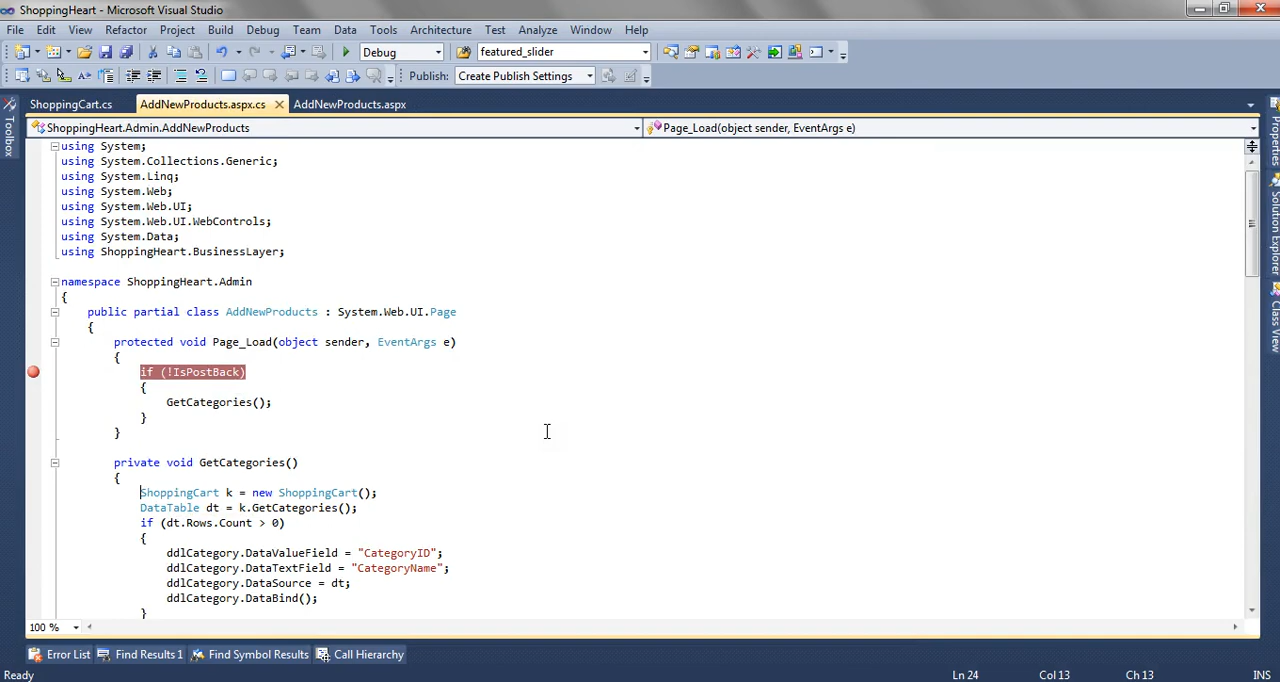 ShoppingHeart - Microsoft Visual Studio
File Edit View Refactor Project Build Debug Team Data Tools Architecture Test Analyze Window Help
Debug featured_slider
Publish: Create Publish Settings
ShoppingCart.cs AddNewProducts.aspx.cs AddNewProducts.aspx
ShoppingHeart.Admin.AddNewProducts Page_Load(object sender, EventArgs e)
Toolbox
using System;
using System.Collections.Generic;
using System.Linq;
using System.Web;
using System.Web.UI;
using System.Web.UI.WebControls;
using System.Data;
using ShoppingHeart.BusinessLayer;
namespace ShoppingHeart.Admin
{
public partial class AddNewProducts : System.Web.UI.Page
{
protected void Page_Load(object sender, EventArgs e)
{
if (!IsPostBack)
{
GetCategories();
}
}
private void GetCategories()
{
ShoppingCart k = new ShoppingCart();
DataTable dt = k.GetCategories();
if (dt.Rows.Count > 0)
{
ddlCategory.DataValueField = "CategoryID";
ddlCategory.DataTextField = "CategoryName";
ddlCategory.DataSource = dt;
ddlCategory.DataBind();
}
Properties
Solution Explorer
Class View
100 %
Error List Find Results 1 Find Symbol Results Call Hierarchy
Ready Ln 24 Col 13 Ch 13 INS